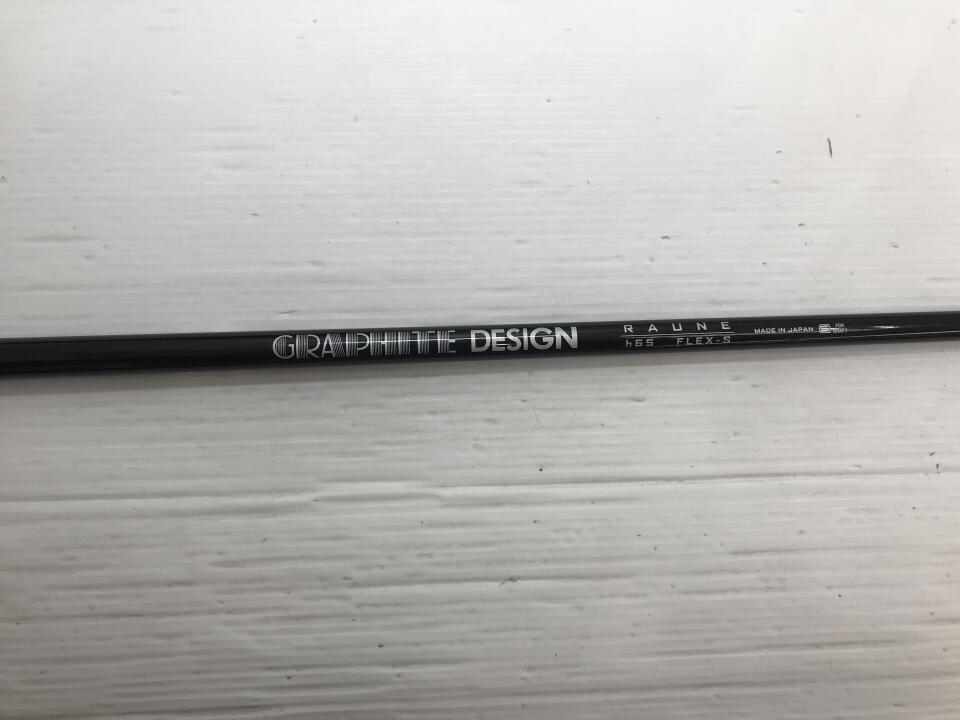 GRAPHITE DESIGN
RAUNE
h65 FLEX-S
MADE IN JAPAN